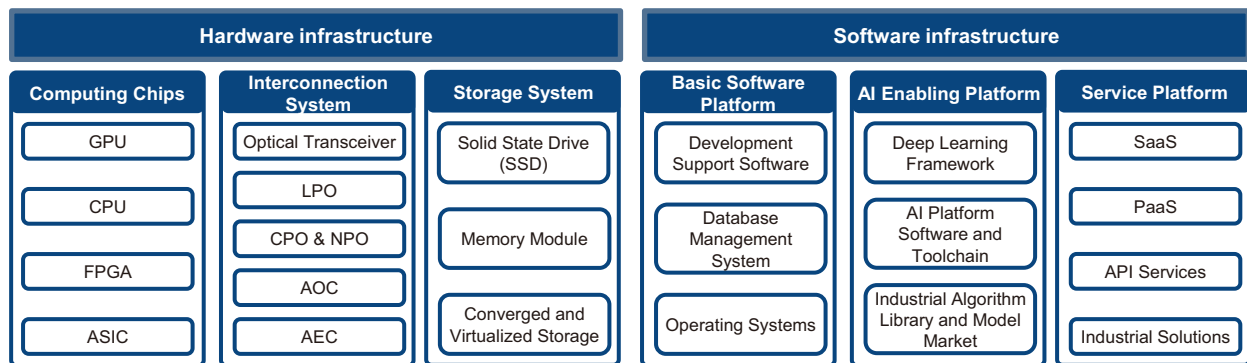 Hardware infrastructure
Software infrastructure
Computing Chips
GPU
CPU
FPGA
ASIC
Interconnection
System
Optical Transceiver
LPO
CPO & NPO
AOC
AEC
Storage System
Solid State Drive
(SSD)
Memory Module
Converged and
Virtualized Storage
Basic Software
Platform
Development
Support Software
Database
Management
System
Operating Systems
AI Enabling Platform
Deep Learning
Framework
AI Platform
Software and
Toolchain
Industrial Algorithm
Library and Model
Market
Service Platform
SaaS
PaaS
API Services
Industrial Solutions